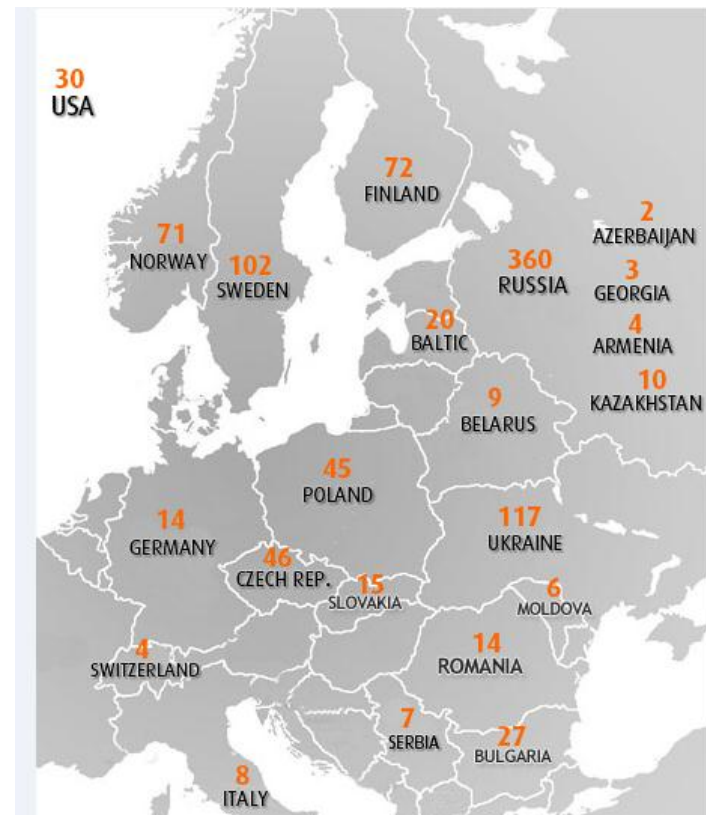 30
USA
72
FINLAND
2
AZERBAIJAN
71
NORWAY
102
SWEDEN
360
RUSSIA
3
GEORGIA
20
BALTIC
4
ARMENIA
10
KAZAKHSTAN
9
BELARUS
45
POLAND
14
GERMANY
117
UKRAINE
46
CZECH REP.
15
SLOVAKIA
6
MOLDOVA
4
SWITZERLAND
14
ROMANIA
7
SERBIA
27
BULGARIA
8
ITALY